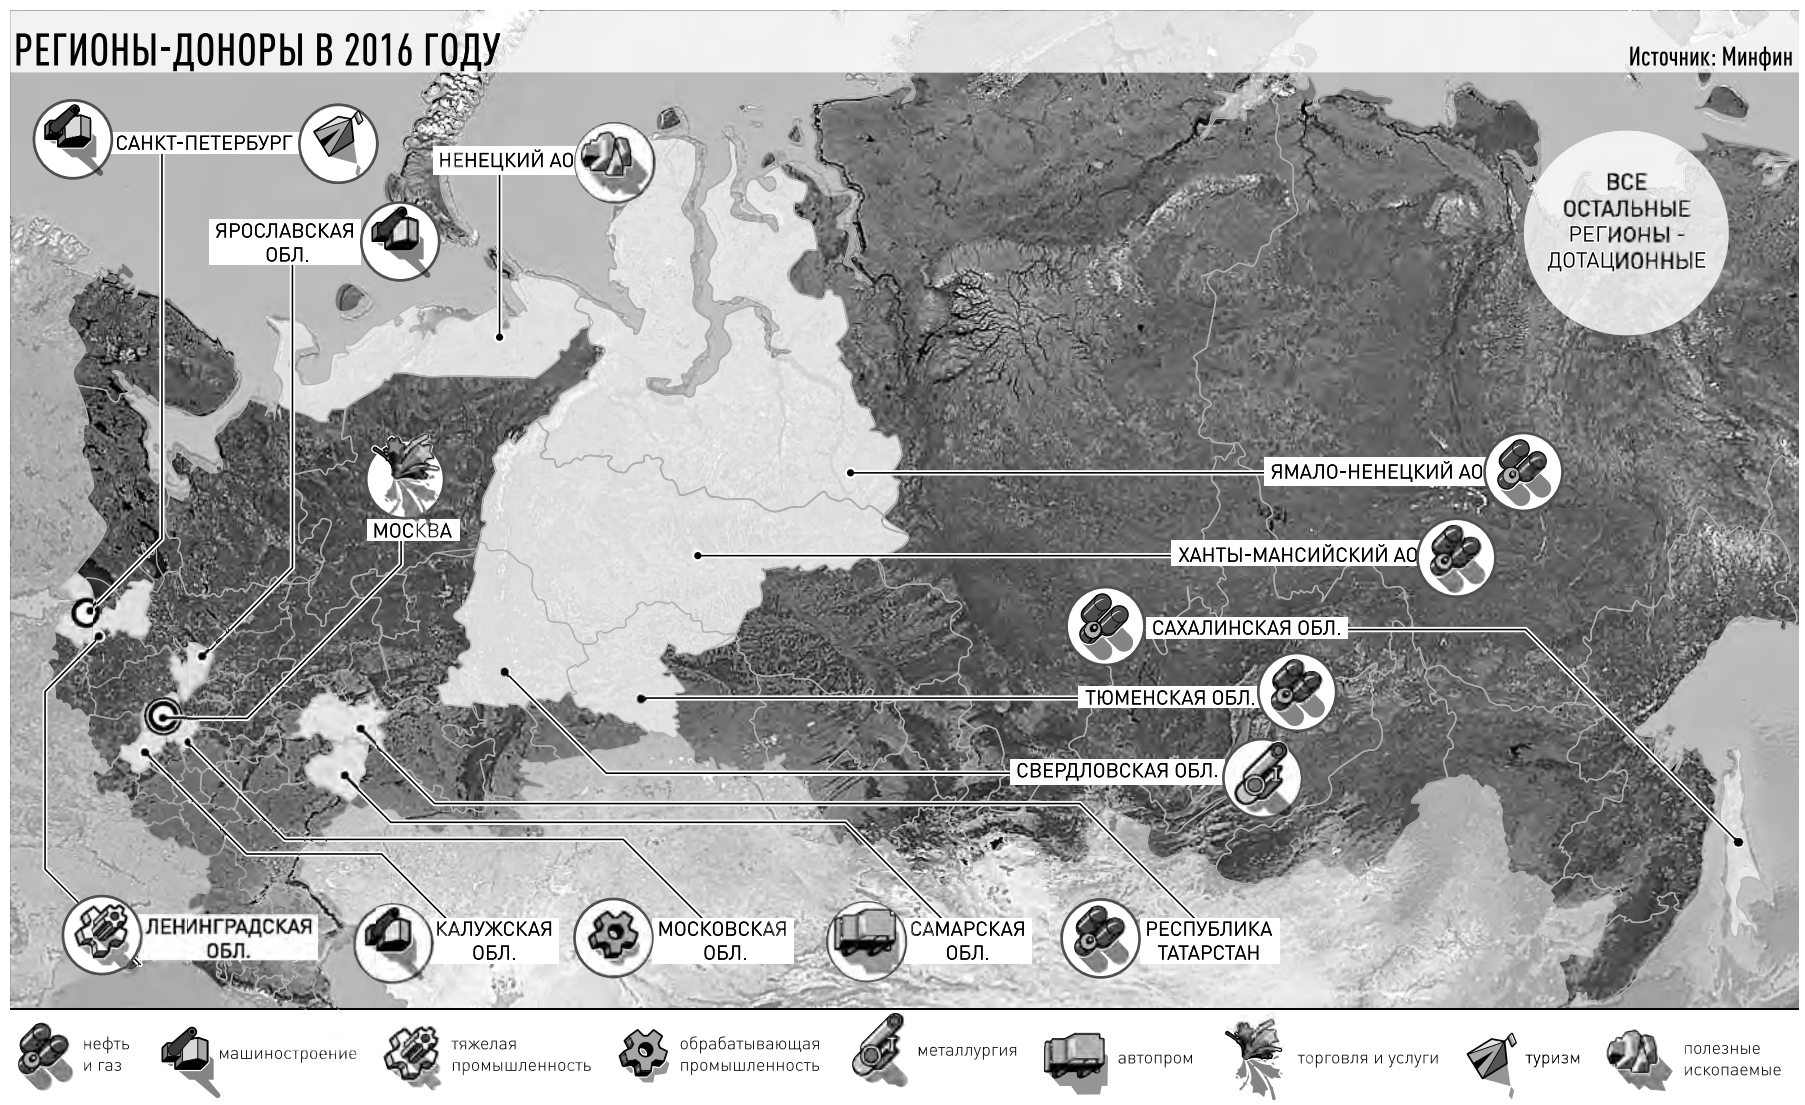 РЕГИОНЫ-ДОНОРЫ В 2016 ГОДУ
Источник: Минфин
САНКТ-ПЕТЕРБУРГ
НЕНЕЦКИЙ АО
ЯРОСЛАВСКАЯ
ОБЛ.
ВСЕ
ОСТАЛЬНЫЕ
РЕГИОНЫ -
ДОТАЦИОННЫЕ
МОСКВА
ЯМАЛО-НЕНЕЦКИЙ АО
ХАНТЫ-МАНСИЙСКИЙ АО
САХАЛИНСКАЯ ОБЛ.
ТЮМЕНСКАЯ ОБЛ.
СВЕРДЛОВСКАЯ ОБЛ.
ЛЕНИНГРАДСКАЯ
ОБЛ.
КАЛУЖСКАЯ
ОБЛ.
МОСКОВСКАЯ
ОБЛ.
САМАРСКАЯ
ОБЛ.
РЕСПУБЛИКА
ТАТАРСТАН
нефть
и газ
машиностроение
тяжелая
промышленность
обрабатывающая
промышленность
металлургия
автопром
торговля и услуги
туризм
полезные
ископаемые